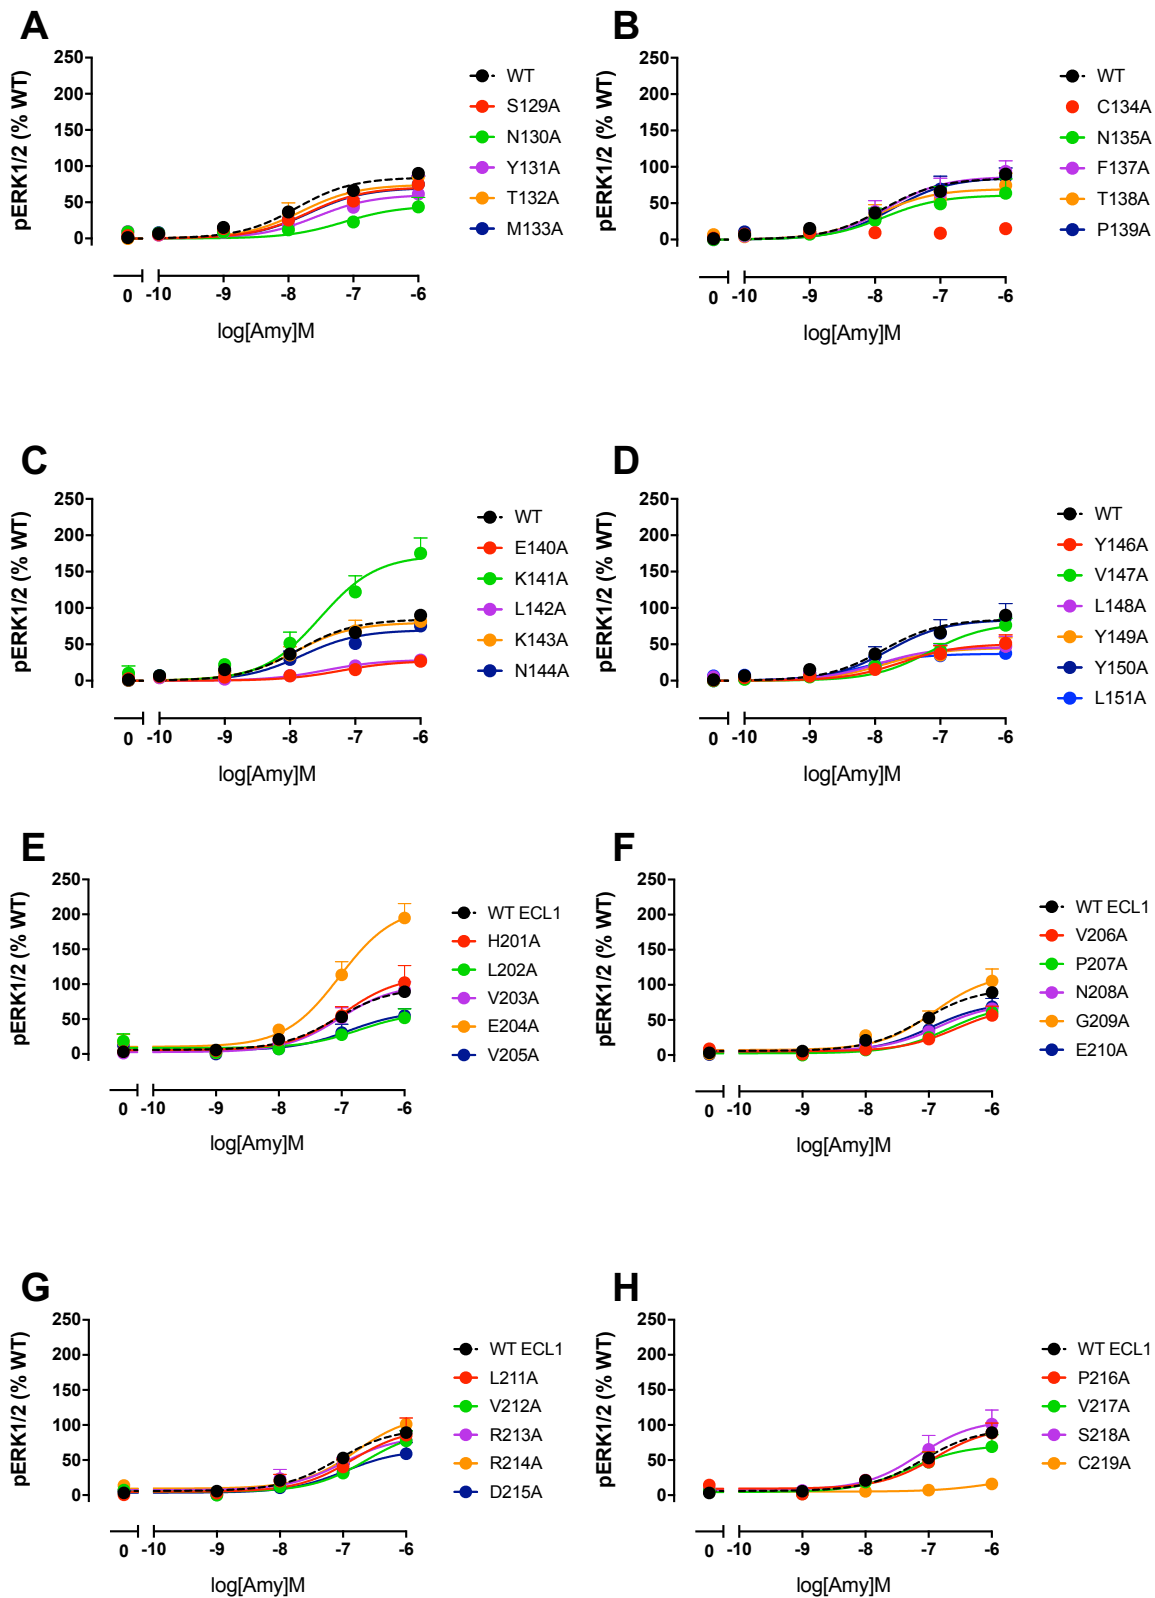 A
pERK1/2 (% WT)
250
200
150
100
50
0
0 -10 -9 -8 -7 -6
log[Amy]M
WT
S129A
N130A
Y131A
T132A
M133A
B
pERK1/2 (% WT)
250
200
150
100
50
0
0 -10 -9 -8 -7 -6
log[Amy]M
WT
C134A
N135A
F137A
T138A
P139A
C
pERK1/2 (% WT)
250
200
150
100
50
0
0 -10 -9 -8 -7 -6
log[Amy]M
WT
E140A
K141A
L142A
K143A
N144A
D
pERK1/2 (% WT)
250
200
150
100
50
0
0 -10 -9 -8 -7 -6
log[Amy]M
WT
Y146A
V147A
L148A
Y149A
Y150A
L151A
E
pERK1/2 (% WT)
250
200
150
100
50
0
0 -10 -9 -8 -7 -6
log[Amy]M
WT ECL1
H201A
L202A
V203A
E204A
V205A
F
pERK1/2 (% WT)
250
200
150
100
50
0
0 -10 -9 -8 -7 -6
log[Amy]M
WT ECL1
V206A
P207A
N208A
G209A
E210A
G
pERK1/2 (% WT)
250
200
150
100
50
0
0 -10 -9 -8 -7 -6
log[Amy]M
WT ECL1
L211A
V212A
R213A
R214A
D215A
H
pERK1/2 (% WT)
250
200
150
100
50
0
0 -10 -9 -8 -7 -6
log[Amy]M
WT ECL1
P216A
V217A
S218A
C219A